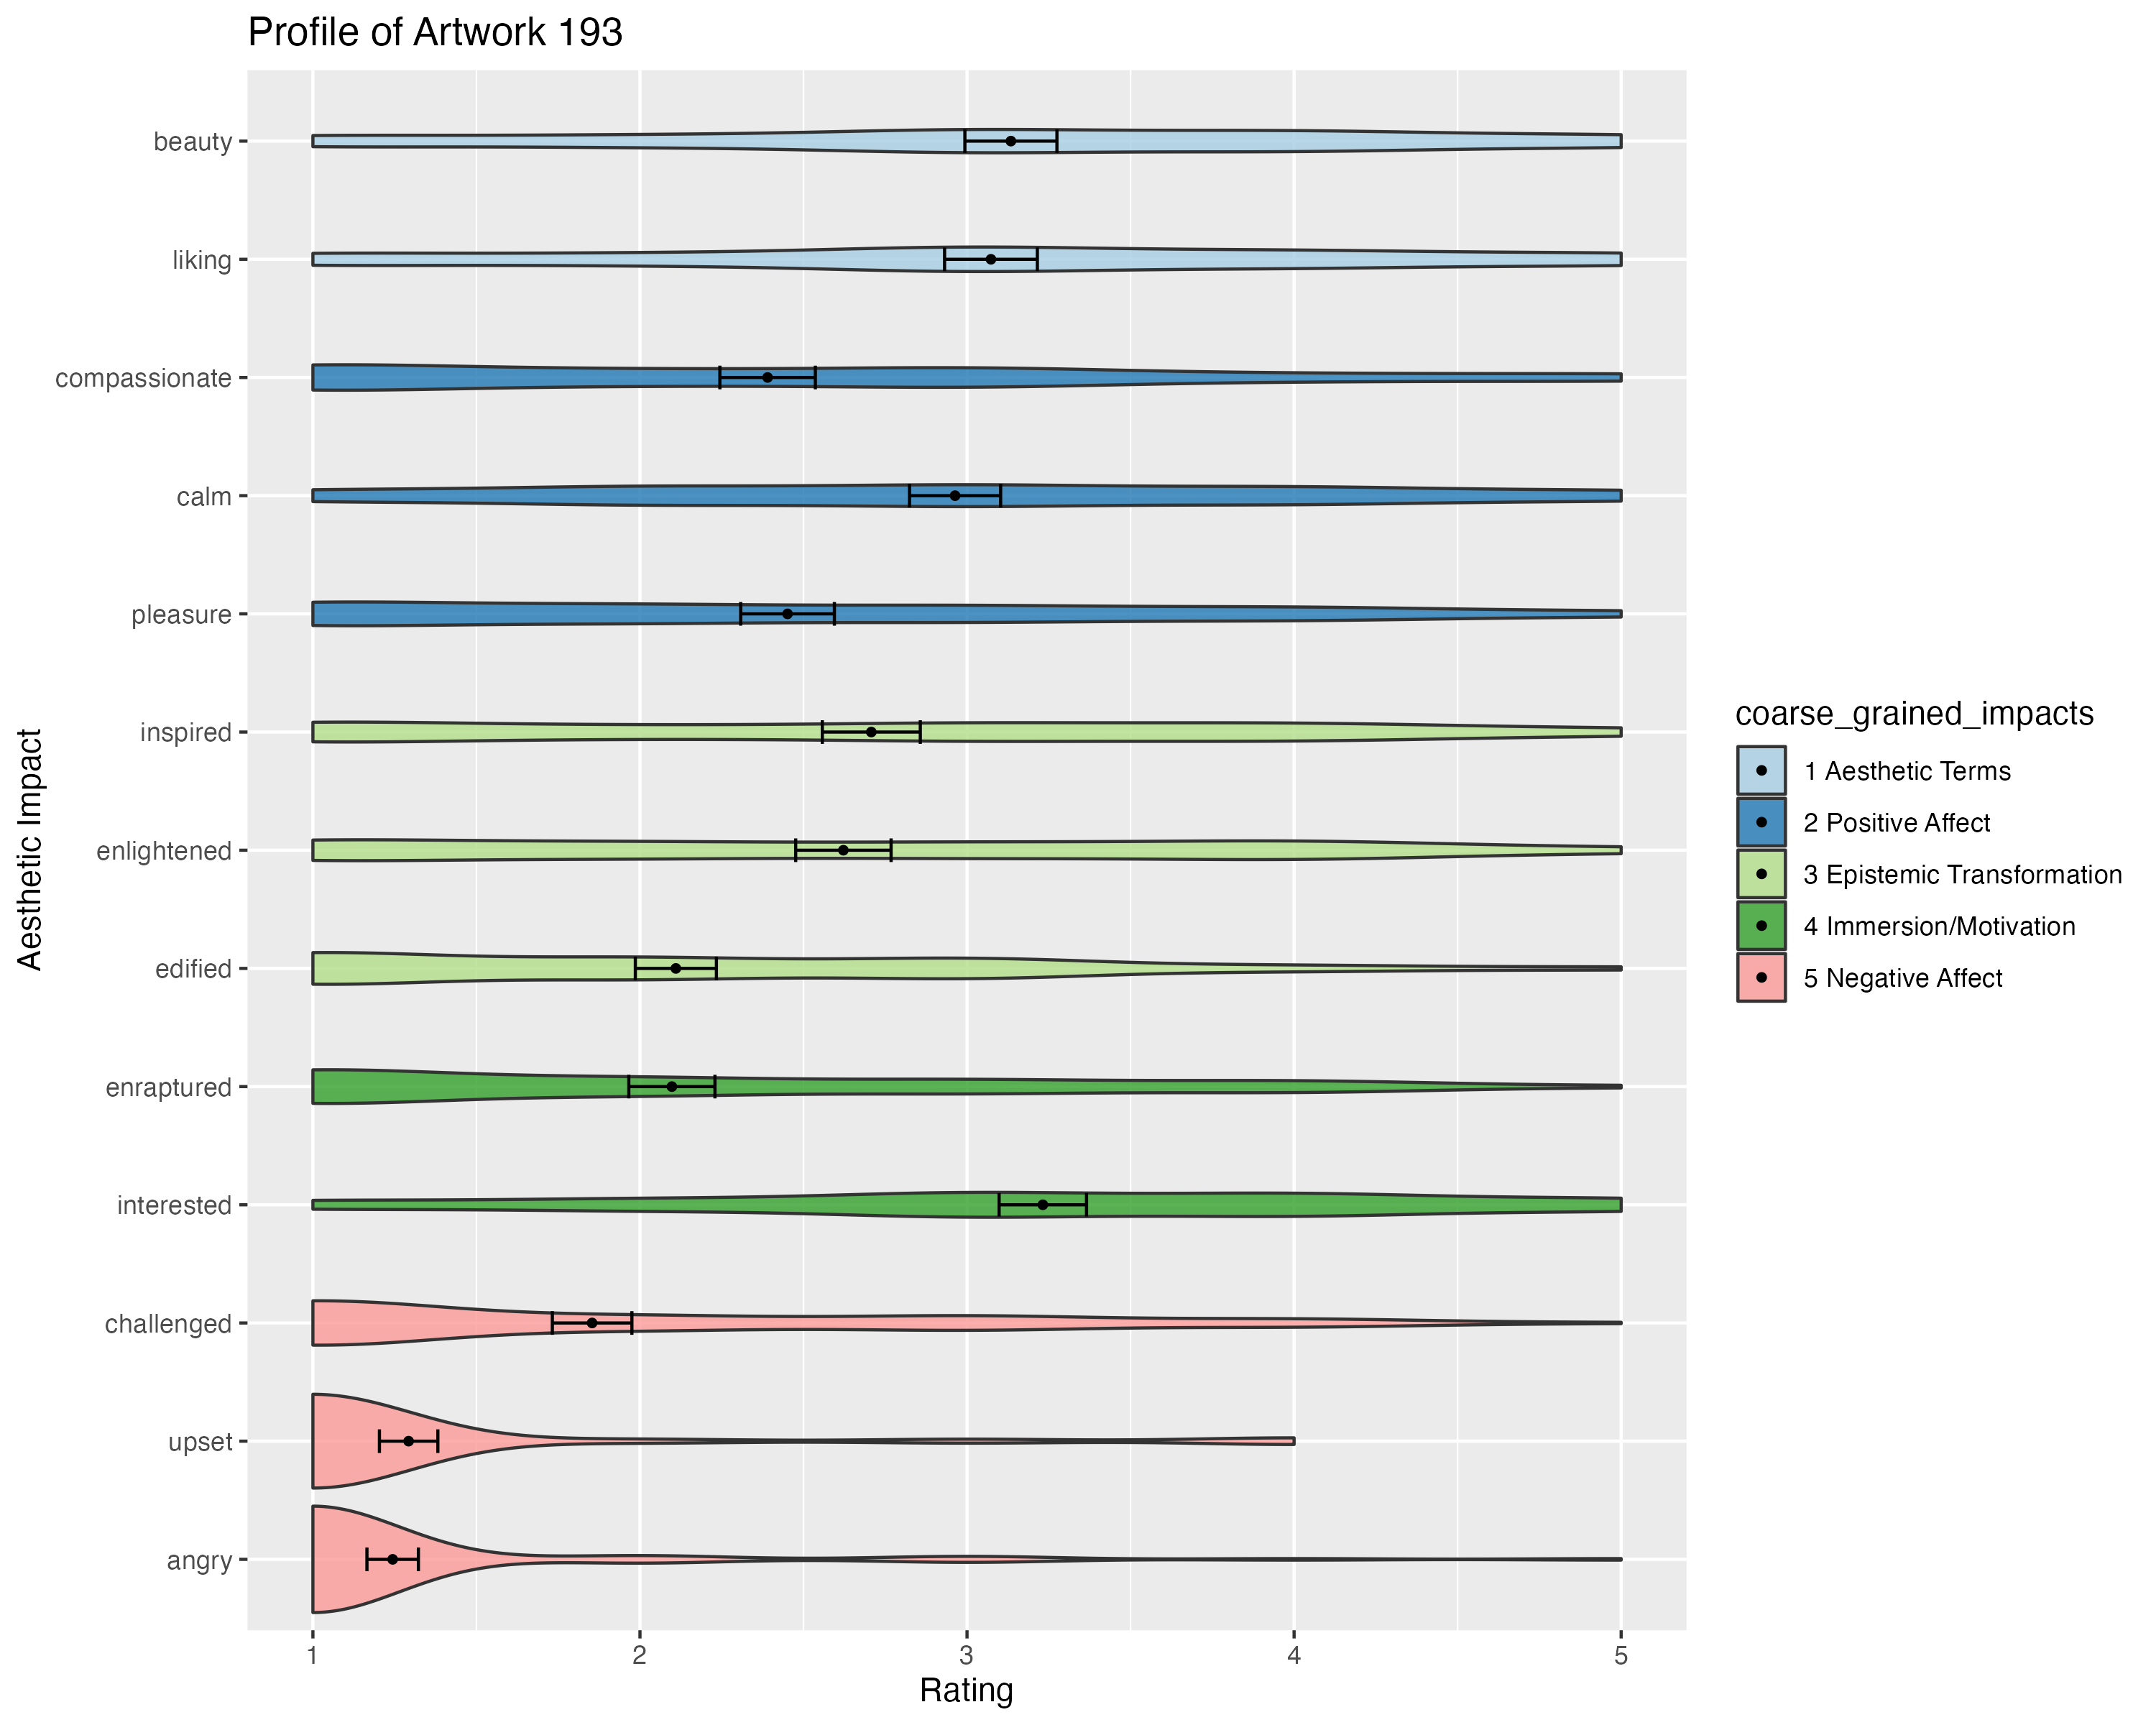 Profile of Artwork 193
beauty
liking
compassionate
calm
pleasure
inspired
enlightened
edified
enraptured
interested
challenged
upset
angry
Aesthetic Impact
1 2 3 4 5
Rating
coarse_grained_impacts
1 Aesthetic Terms
2 Positive Affect
3 Epistemic Transformation
4 Immersion/Motivation
5 Negative Affect